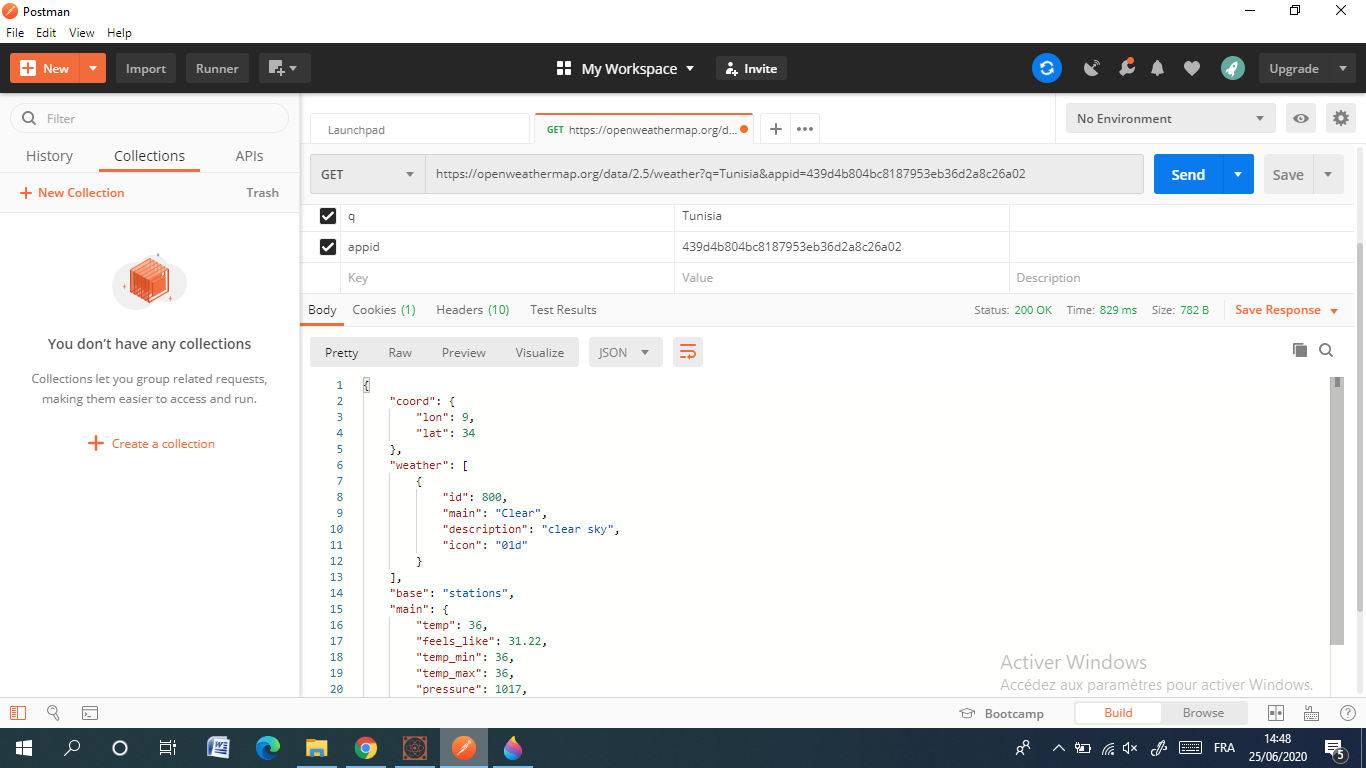 Postman
File Edit View Help
New Import Runner My Workspace Invite Upgrade
Filter
History Collections APIs
New Collection Trash
You don't have any collections
Collections let you group related requests,
making them easier to access and run.
Create a collection
Launchpad GET https://openweathermap.org/d... No Environment
GET https://openweathermap.org/data/2.5/weather?q=Tunisia&appid=439d4b804bc8187953eb36d2a8c26a02 Send Save
q Tunisia
appid 439d4b804bc8187953eb36d2a8c26a02
Key Value Description
Body Cookies (1) Headers (10) Test Results Status: 200 OK Time: 829 ms Size: 782 B Save Response
Pretty Raw Preview Visualize JSON
1 {
2 "coord": {
3 "lon": 9,
4 "lat": 34
5 },
6 "weather": [
7 {
8 "id": 800,
9 "main": "Clear",
10 "description": "clear sky",
11 "icon": "01d"
12 }
13 ],
14 "base": "stations",
15 "main": {
16 "temp": 36,
17 "feels_like": 31.22,
18 "temp_min": 36,
19 "temp_max": 36,
20 "pressure": 1017,
Activer Windows
Accédez aux paramètres pour activer Windows.
Bootcamp Build Browse
FRA 14:48
25/06/2020 5